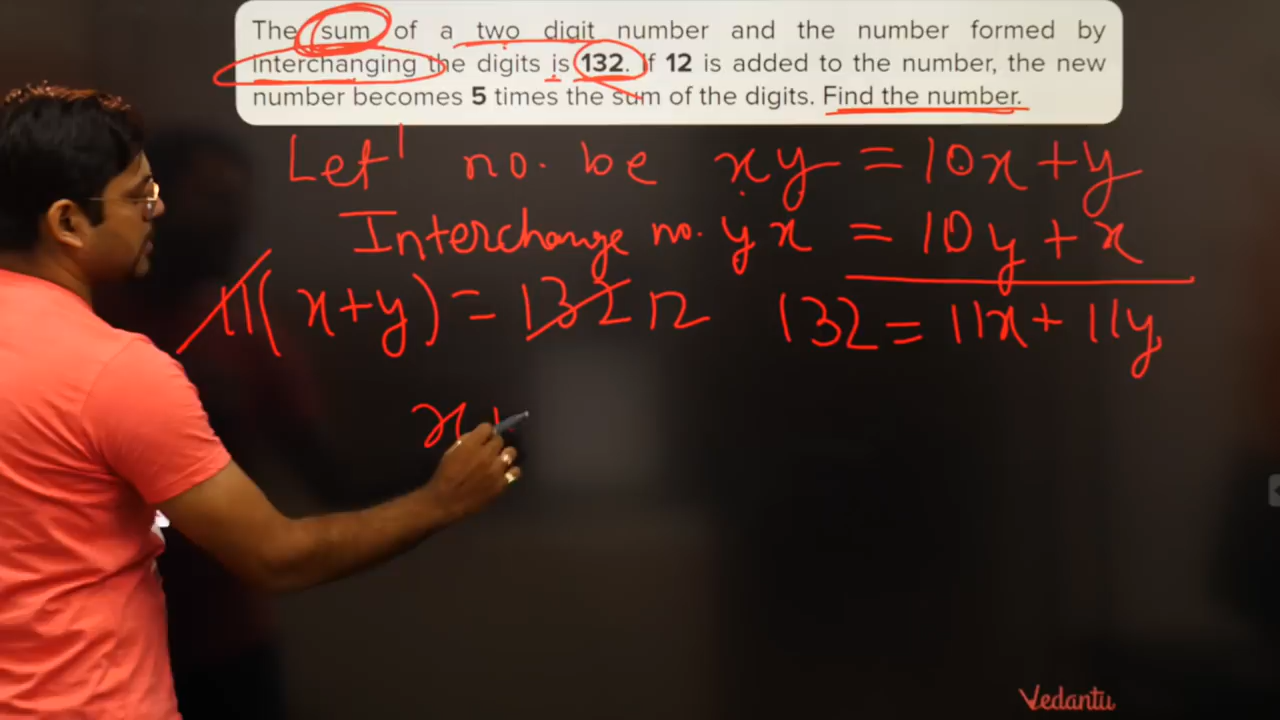 The sum of a two digit number and the number formed by
interchanging the digits is 132. If 12 is added to the number, the new
number becomes 5 times the sum of the digits. Find the number.
Let no. be xy = 10x + y
Interchange no. yx = 10y + x
11(x+y) = 132 12 132 = 11x + 11y
x +
Vedantu